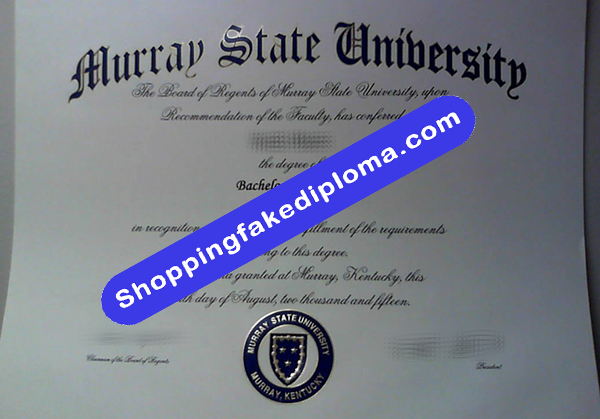 Murray State University
The Board of Regents of Murray State University, upon
Recommendation of the Faculty, has conferred
the degree of
in recognition fulfillment of the requirements
to this degree.
granted at Murray, Kentucky, this
day of August, two thousand and fifteen.
Shoppingfakediploma.com
Chairman of the Board of Regents
President
MURRAY STATE UNIVERSITY
MURRAY, KENTUCKY